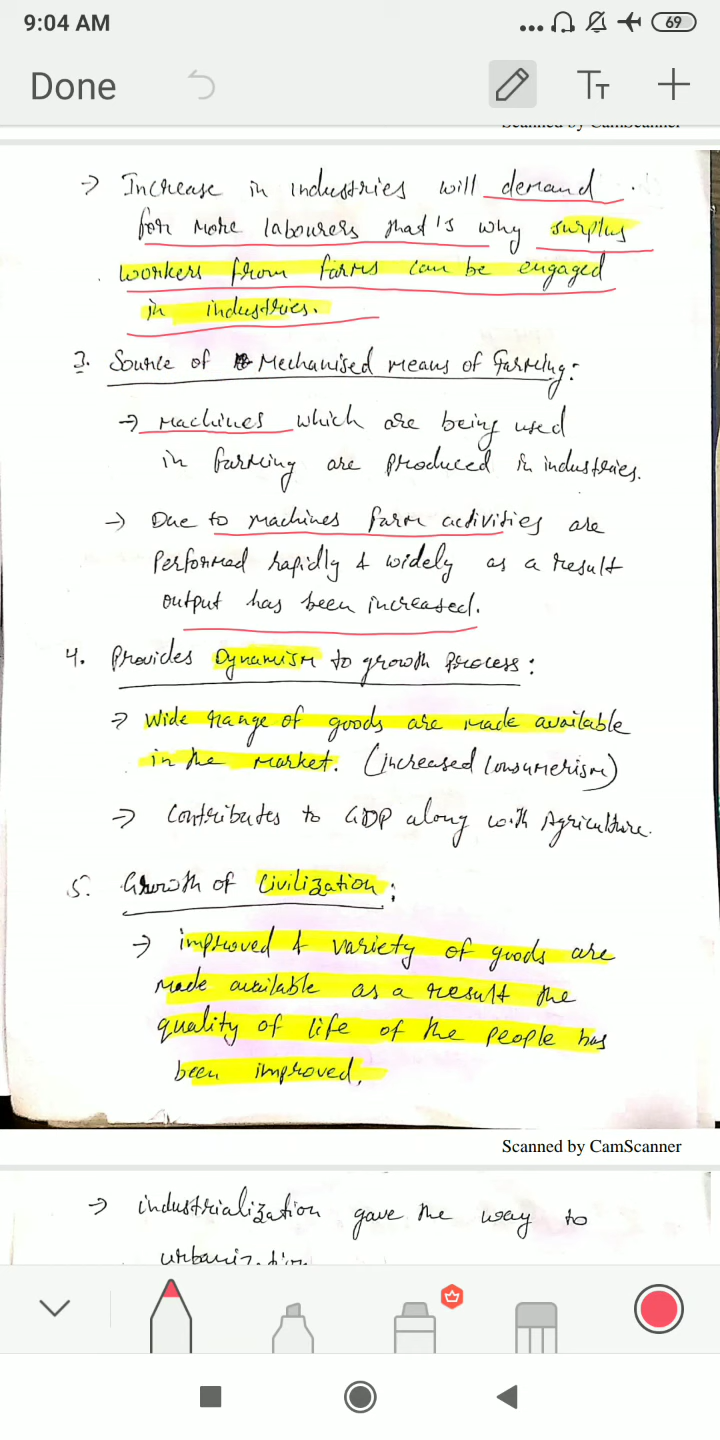 9:04 AM
69
Done
TT
Scanned by CamScanner
→ Increase in industries will demand
for more labourers that's why surplus
workers from farms can be engaged
in industries.
3. Source of Mechanised means of farming:
→ Machines which are being used
in farming are produced in industries.
→ Due to machines farm activities are
performed rapidly & widely as a result
output has been increased.
4. Provides Dynamism to growth process:
→ Wide range of goods are made available
in the market. (increased consumerism)
→ Contributes to GDP along with Agriculture.
5. Growth of Civilization:
→ improved & variety of goods are
made available as a result the
quality of life of the people has
been improved.
Scanned by CamScanner
→ industrialization gave the way to
urbanization